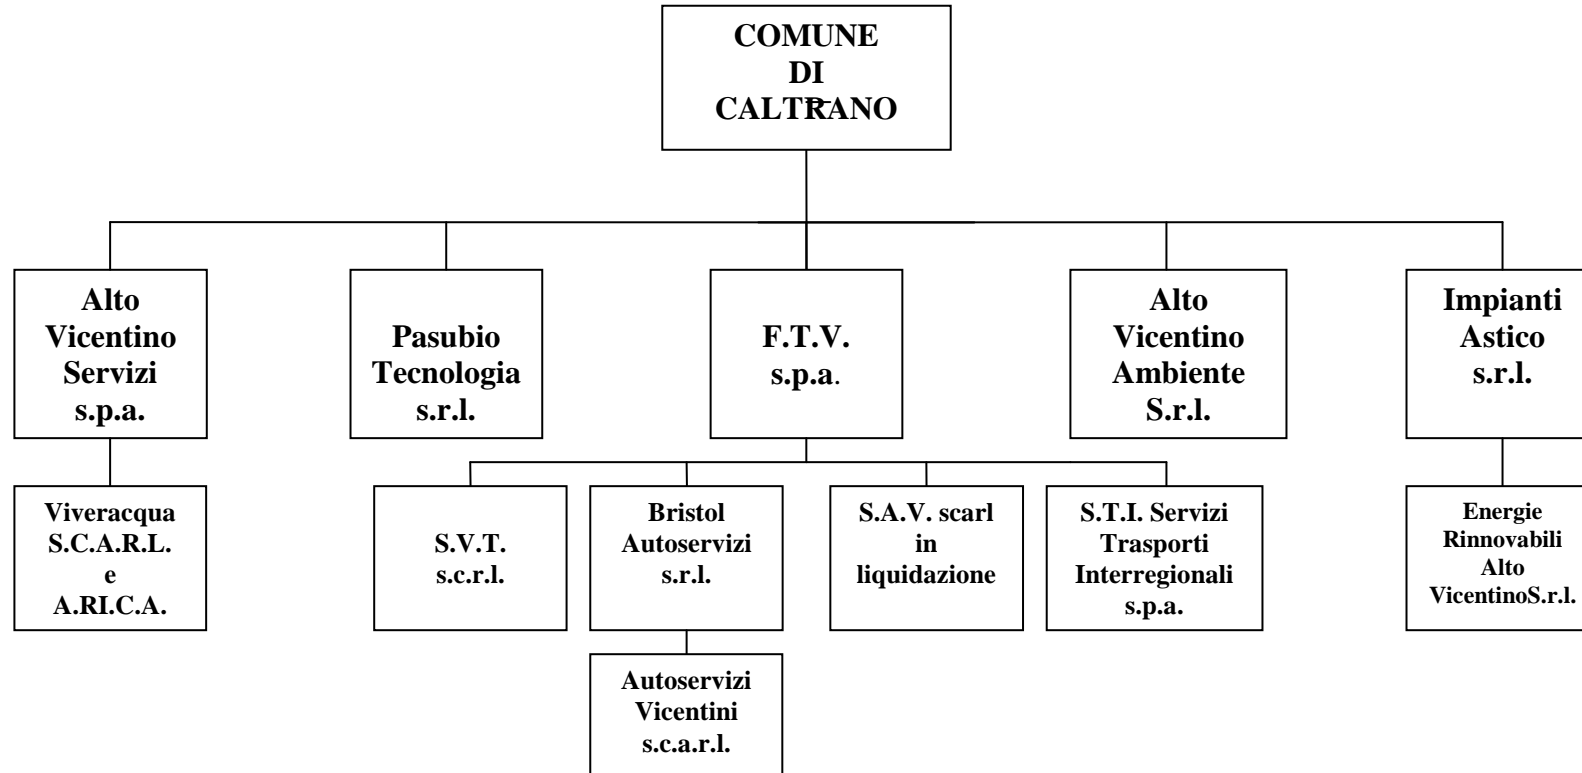 COMUNE
DI
CALTRANO
Alto
Vicentino
Servizi
s.p.a.
Pasubio
Tecnologia
s.r.l.
F.T.V.
s.p.a.
Alto
Vicentino
Ambiente
S.r.l.
Impianti
Astico
s.r.l.
Viveracqua
S.C.A.R.L.
e
A.RI.C.A.
S.V.T.
s.c.r.l.
Bristol
Autoservizi
s.r.l.
S.A.V. scarl
in
liquidazione
S.T.I. Servizi
Trasporti
Interregionali
s.p.a.
Energie
Rinnovabili
Alto
VicentinoS.r.l.
Autoservizi
Vicentini
s.c.a.r.l.